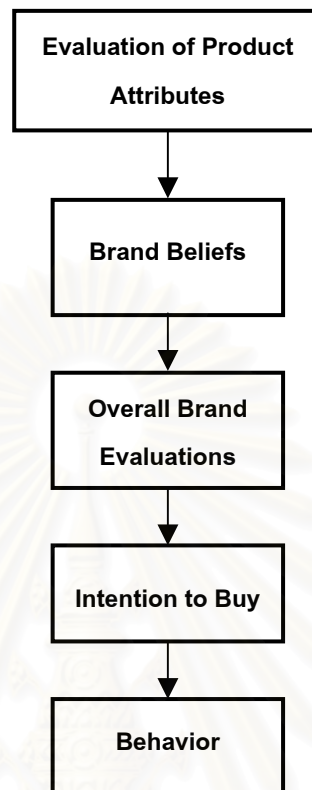 Evaluation of Product
Attributes
Brand Beliefs
Overall Brand
Evaluations
Intention to Buy
Behavior